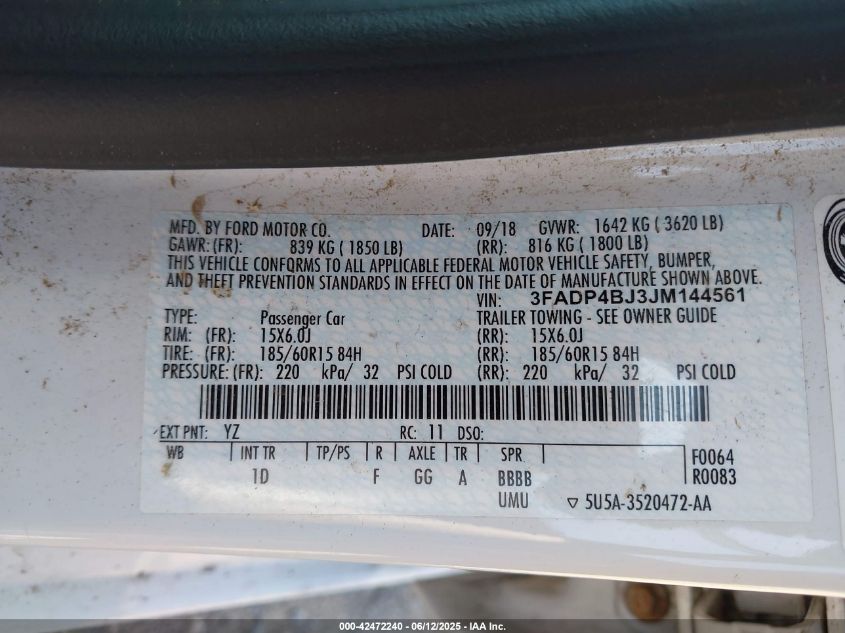 MFD. BY FORD MOTOR CO. DATE: 09/18 GVWR: 1642 KG ( 3620 LB)
GAWR: (FR): 839 KG ( 1850 LB) (RR): 816 KG ( 1800 LB)
THIS VEHICLE CONFORMS TO ALL APPLICABLE FEDERAL MOTOR VEHICLE SAFETY, BUMPER,
AND THEFT PREVENTION STANDARDS IN EFFECT ON THE DATE OF MANUFACTURE SHOWN ABOVE.
VIN: 3FADP4BJ3JM144561
TYPE: Passenger Car TRAILER TOWING - SEE OWNER GUIDE
RIM: (FR): 15X6.0J (RR): 15X6.0J
TIRE: (FR): 185/60R15 84H (RR): 185/60R15 84H
PRESSURE: (FR): 220 kPa/ 32 PSI COLD (RR): 220 kPa/ 32 PSI COLD
EXT PNT: YZ RC: 11 DSO:
WB INT TR TP/PS R AXLE TR SPR F0064
1D F GG A BBBB R0083
UMU ▽ 5U5A-3520472-AA
000-42472240 - 06/12/2025 - IAA Inc.